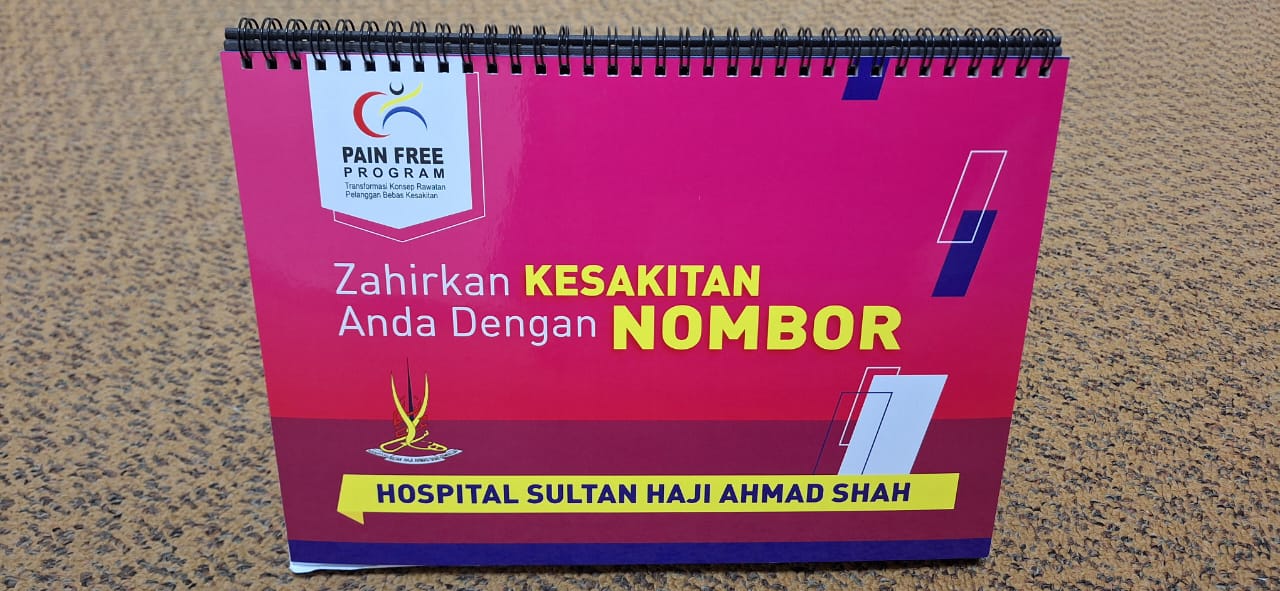 PAIN FREE
PROGRAM
Transformasi Konsep Rawatan
Pelanggan Bebas Kesakitan
Zahirkan KESAKITAN
Anda Dengan NOMBOR
HOSPITAL SULTAN HAJI AHMAD SHAH